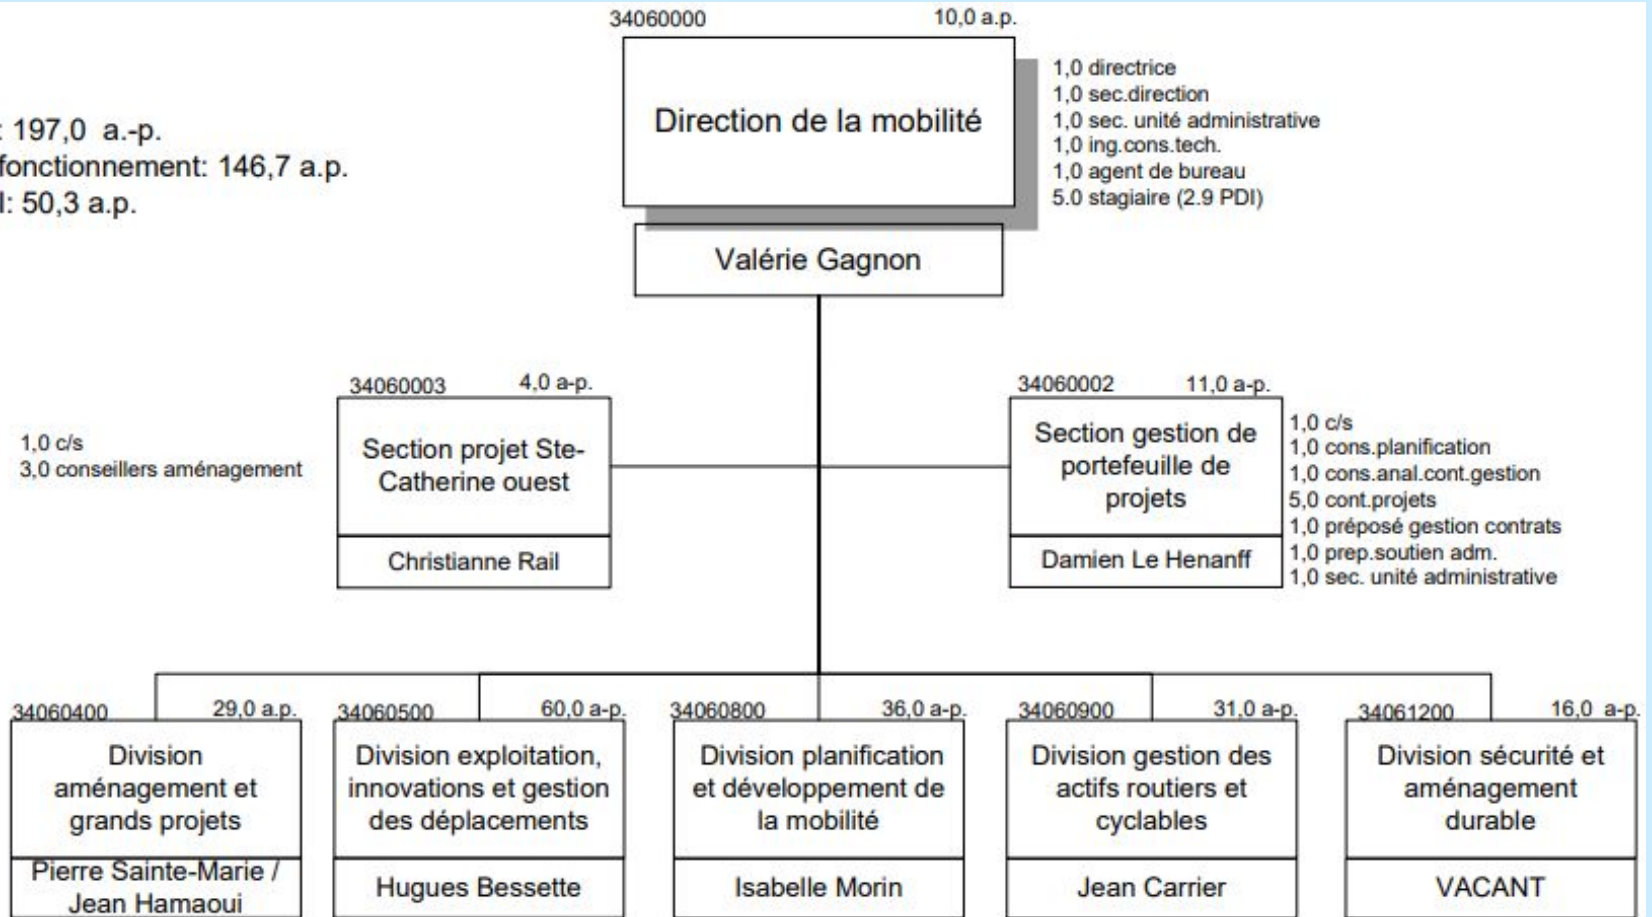 34060000
10,0 a.p.
Direction de la mobilité
Valérie Gagnon
1,0 directrice
1,0 sec.direction
1,0 sec. unité administrative
1,0 ing.cons.tech.
1,0 agent de bureau
5.0 stagiaire (2.9 PDI)
: 197,0 a.-p.
fonctionnement: 146,7 a.p.
l: 50,3 a.p.
34060003
4,0 a-p.
1,0 c/s
3,0 conseillers aménagement
Section projet Ste-
Catherine ouest
Christianne Rail
34060002
11,0 a-p.
Section gestion de
portefeuille de
projets
Damien Le Henanff
1,0 c/s
1,0 cons.planification
1,0 cons.anal.cont.gestion
5,0 cont.projets
1,0 préposé gestion contrats
1,0 prep.soutien adm.
1,0 sec. unité administrative
34060400
29,0 a.p.
Division
aménagement et
grands projets
Pierre Sainte-Marie /
Jean Hamaoui
34060500
60,0 a-p.
Division exploitation,
innovations et gestion
des déplacements
Hugues Bessette
34060800
36,0 a-p.
Division planification
et développement de
la mobilité
Isabelle Morin
34060900
31,0 a-p.
Division gestion des
actifs routiers et
cyclables
Jean Carrier
34061200
16,0 a-p.
Division sécurité et
aménagement
durable
VACANT